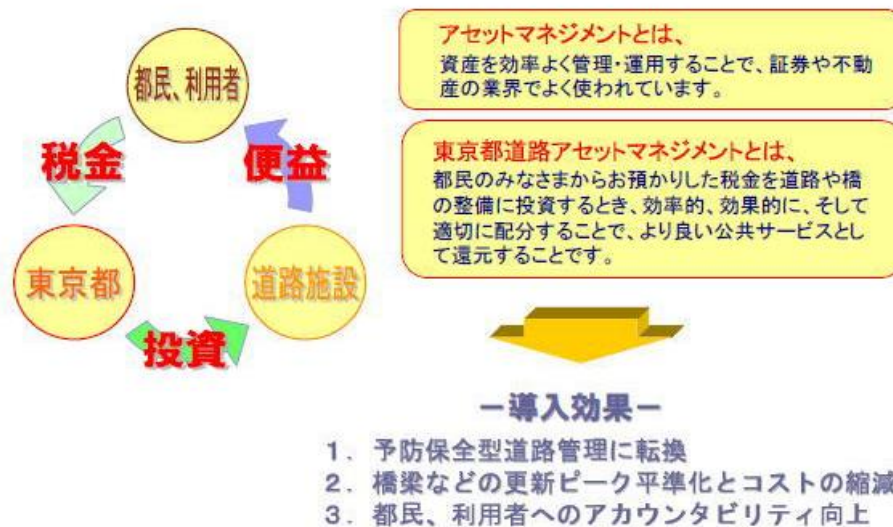 都民、利用者
税金
便益
東京都
道路施設
投資
アセットマネジメントとは、
資産を効率よく管理・運用することで、証券や不動
産の業界でよく使われています。
東京都道路アセットマネジメントとは、
都民のみなさまからお預かりした税金を道路や橋
の整備に投資するとき、効率的、効果的に、そして
適切に配分することで、より良い公共サービスとし
て還元することです。
－導入効果－
１．予防保全型道路管理に転換
２．橋梁などの更新ピーク平準化とコストの縮減
３．都民、利用者へのアカウンタビリティ向上